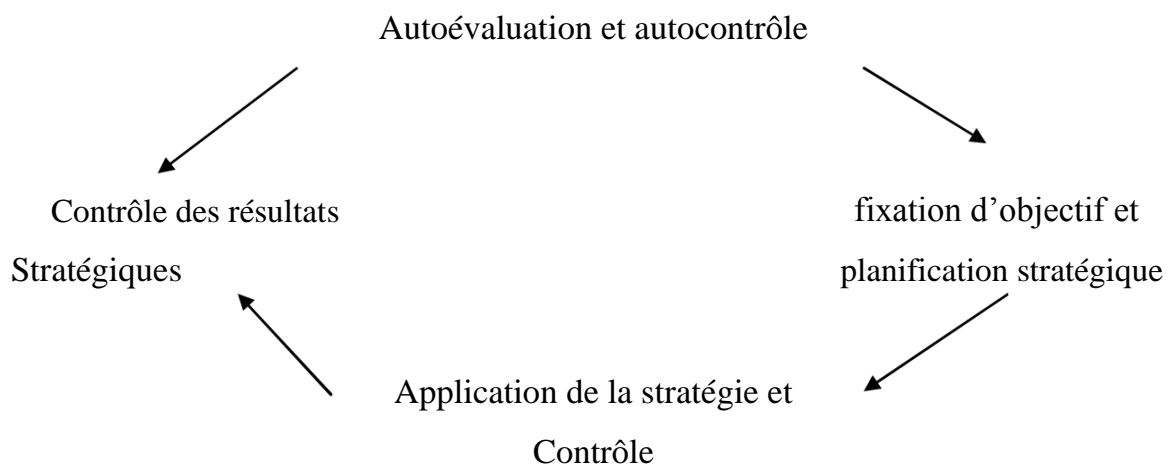 Autoévaluation et autocontrôle
Contrôle des résultats
Stratégiques
fixation d’objectif et
planification stratégique
Application de la stratégie et
Contrôle